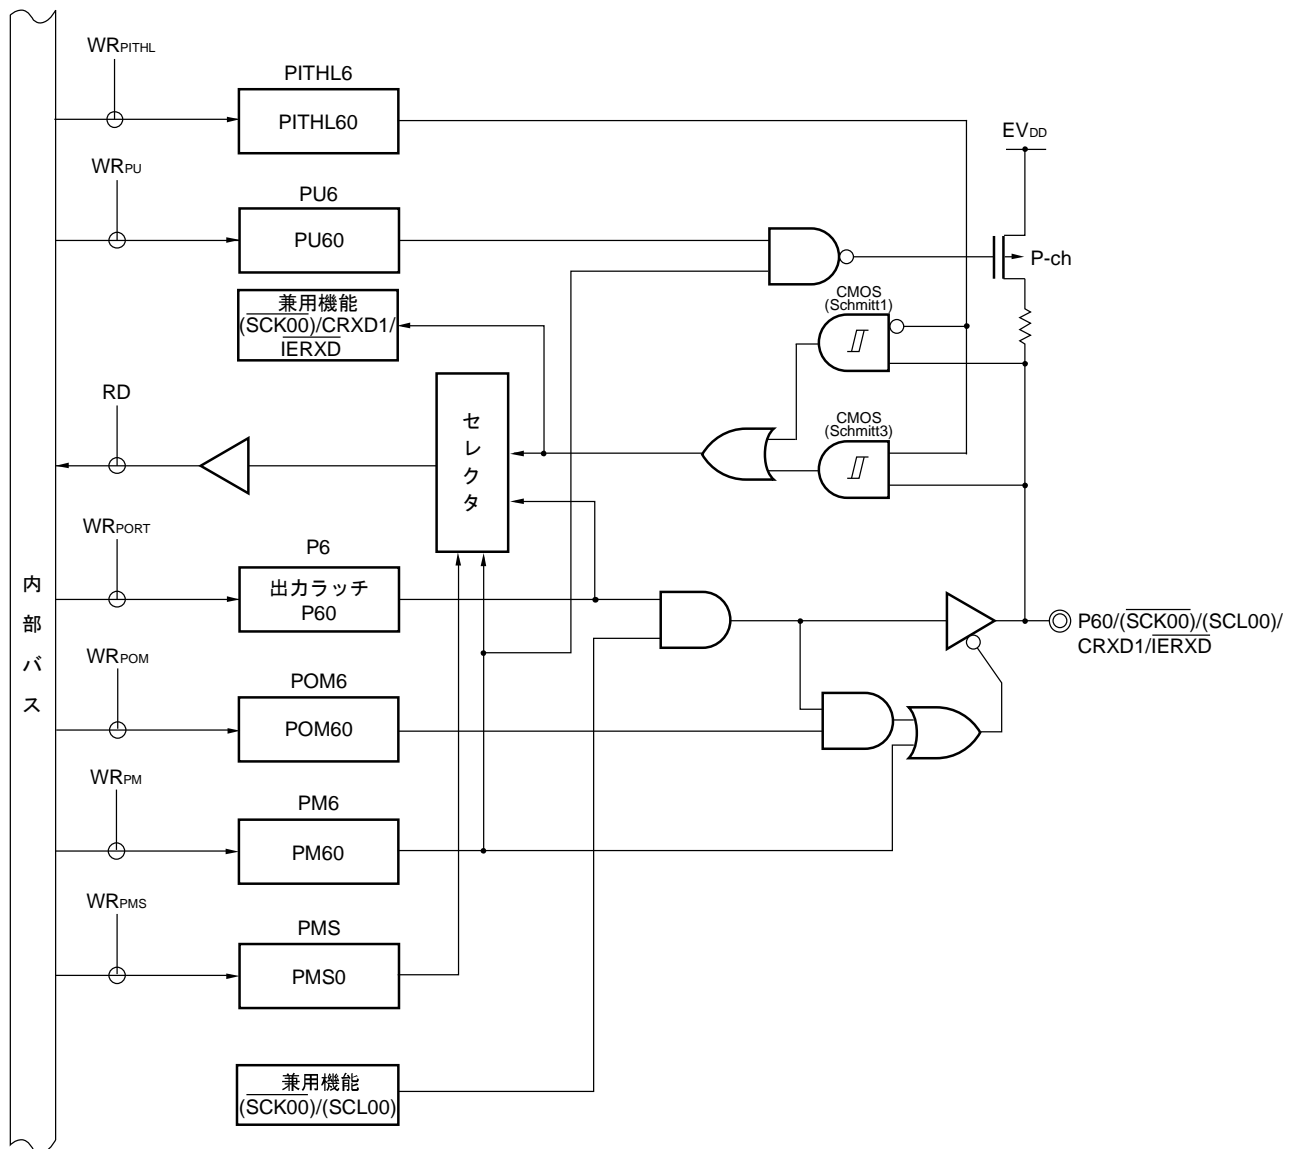 WRPITHL
PITHL6
PITHL60
EVDD
WRPU
PU6
PU60
P-ch
兼用機能
(SCK00)/CRXD1/
IERXD
CMOS
(Schmitt1)
RD
セレクタ
CMOS
(Schmitt3)
WRPORT
P6
出力ラッチ
P60
内部バス
P60/(SCK00)/(SCL00)/
CRXD1/IERXD
WRPOM
POM6
POM60
WRPM
PM6
PM60
WRPMS
PMS
PMS0
兼用機能
(SCK00)/(SCL00)